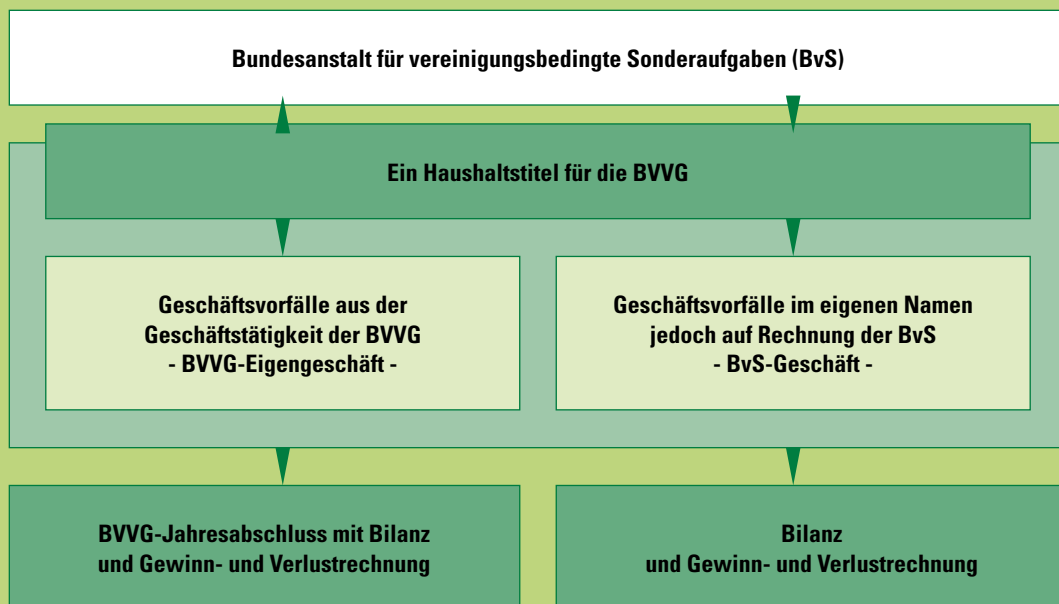 Bundesanstalt für vereinigungsbedingte Sonderaufgaben (BvS)
Ein Haushaltstitel für die BVVG
Geschäftsvorfälle aus der
Geschäftstätigkeit der BVVG
- BVVG-Eigengeschäft -
Geschäftsvorfälle im eigenen Namen
jedoch auf Rechnung der BvS
- BvS-Geschäft -
BVVG-Jahresabschluss mit Bilanz
und Gewinn- und Verlustrechnung
Bilanz
und Gewinn- und Verlustrechnung